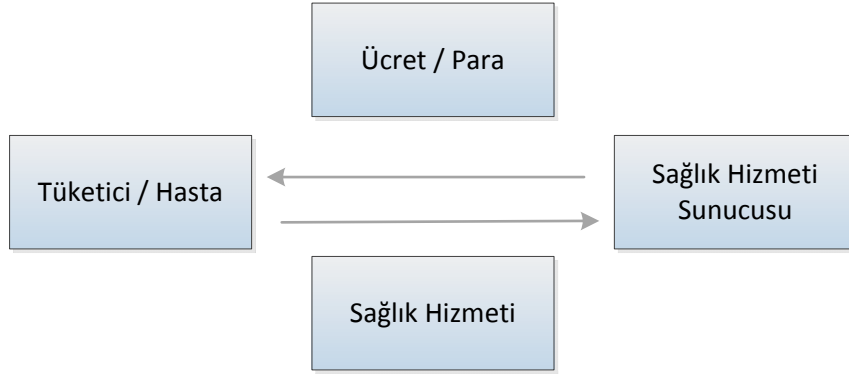 Ücret / Para
Tüketici / Hasta
Sağlık Hizmeti
Sunucusu
Sağlık Hizmeti